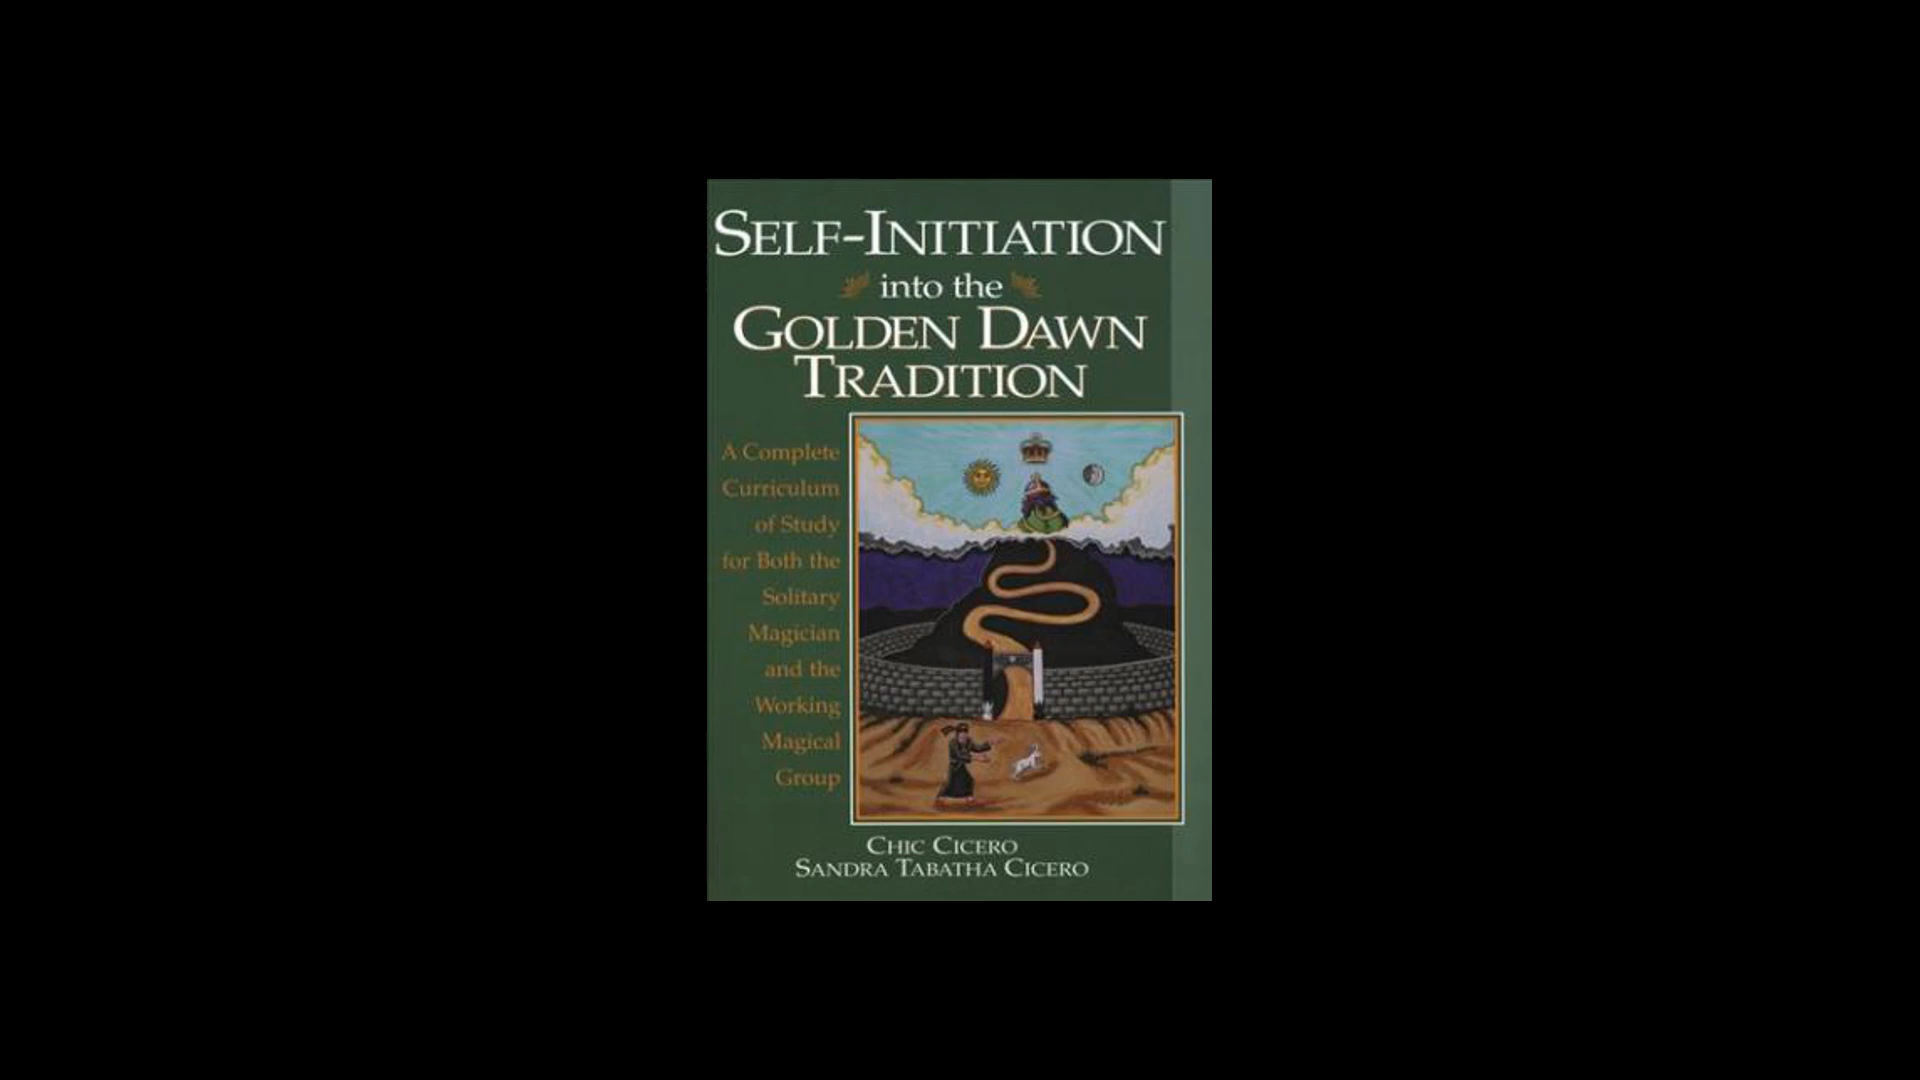 SELF-INITIATION
into the
GOLDEN DAWN
TRADITION
A Complete
Curriculum
of Study
for Both the
Solitary
Magician
and the
Working
Magical
Group
CHIC CICERO
SANDRA TABATHA CICERO